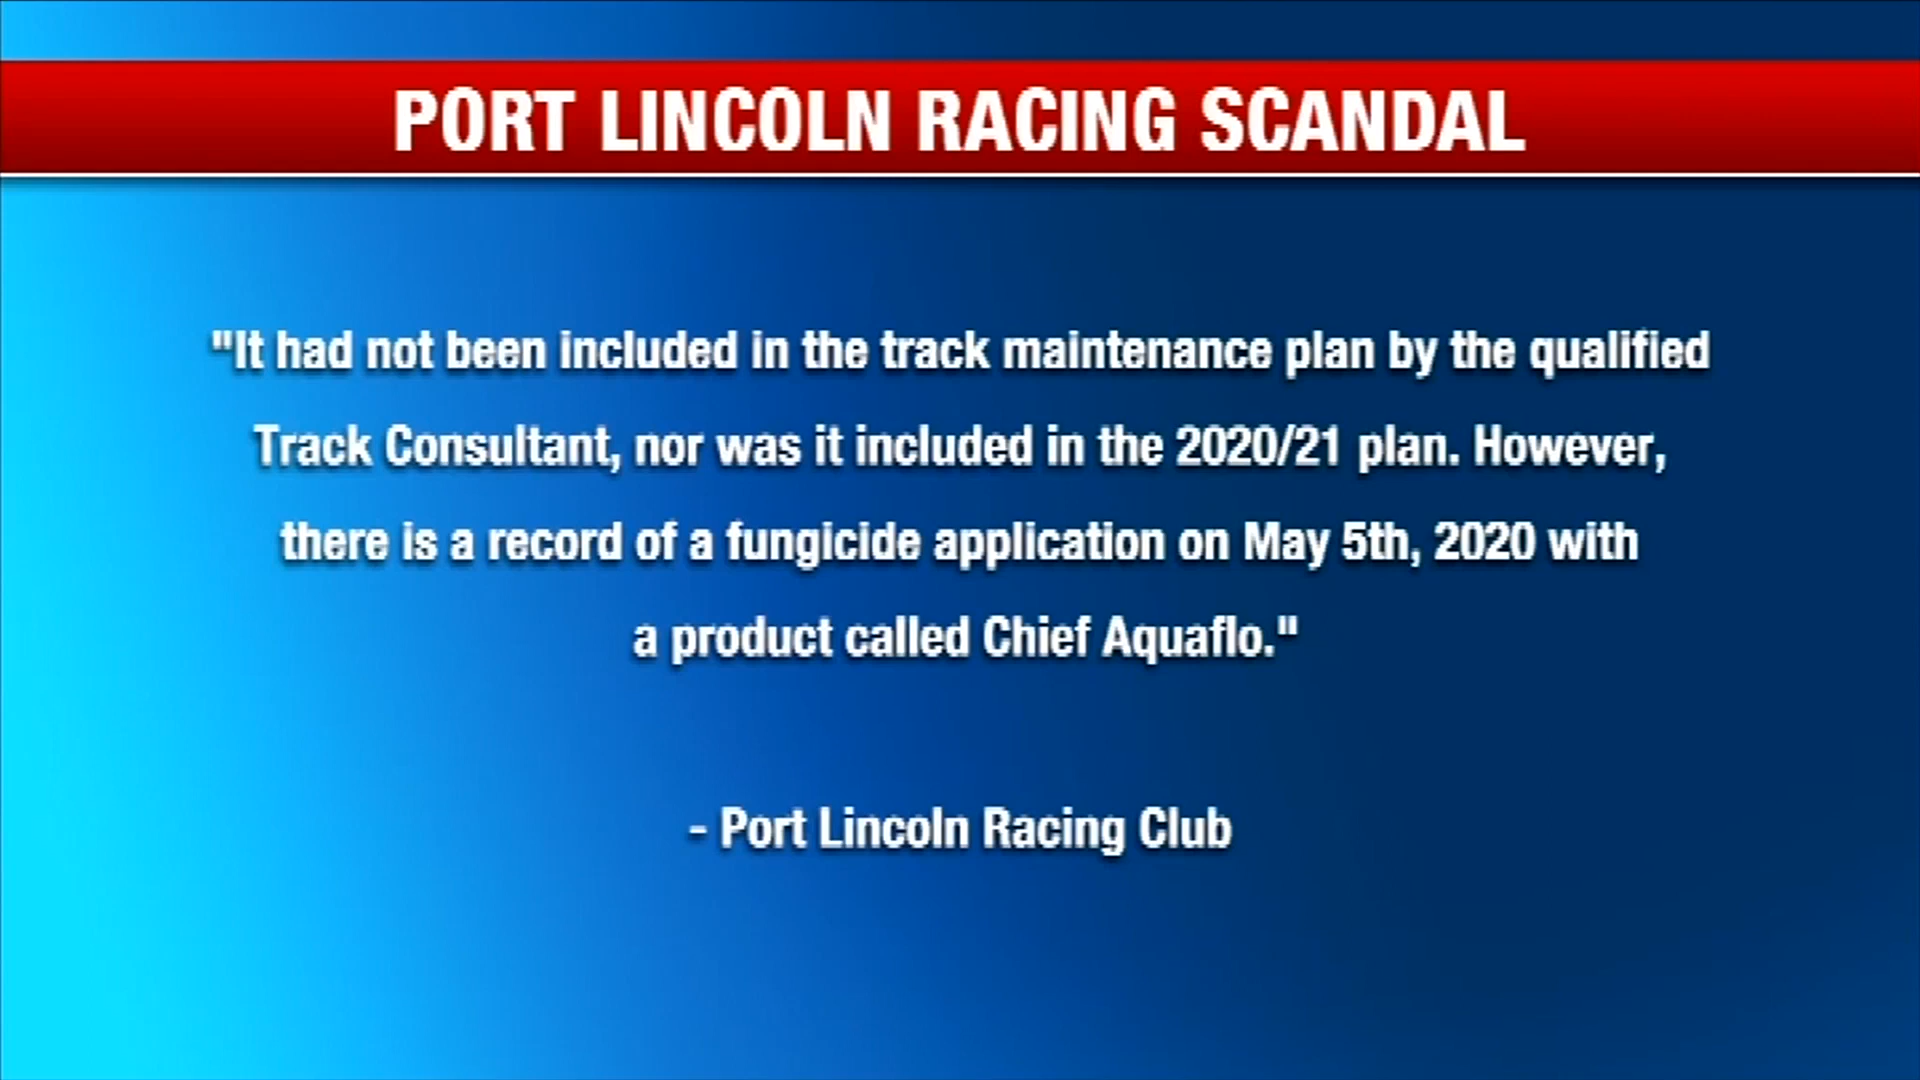 PORT LINCOLN RACING SCANDAL
"It had not been included in the track maintenance plan by the qualified
Track Consultant, nor was it included in the 2020/21 plan. However,
there is a record of a fungicide application on May 5th, 2020 with
a product called Chief Aquaflo."
- Port Lincoln Racing Club